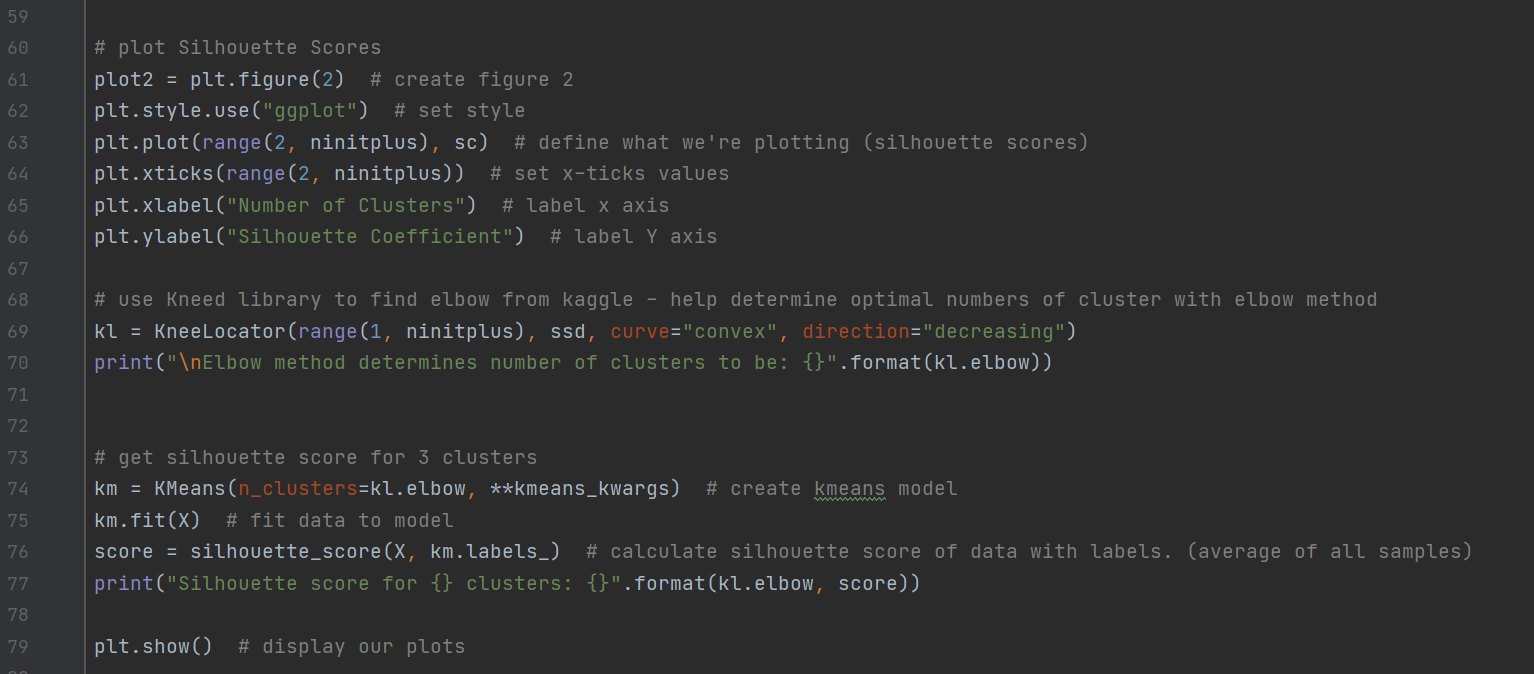 59
60 # plot Silhouette Scores
61 plot2 = plt.figure(2)  # create figure 2
62 plt.style.use("ggplot")  # set style
63 plt.plot(range(2, ninitplus), sc)  # define what we're plotting (silhouette scores)
64 plt.xticks(range(2, ninitplus))  # set x-ticks values
65 plt.xlabel("Number of Clusters")  # label x axis
66 plt.ylabel("Silhouette Coefficient")  # label Y axis
67
68 # use Kneed library to find elbow from kaggle - help determine optimal numbers of cluster with elbow method
69 kl = KneeLocator(range(1, ninitplus), ssd, curve="convex", direction="decreasing")
70 print("\nElbow method determines number of clusters to be: {}".format(kl.elbow))
71
72
73 # get silhouette score for 3 clusters
74 km = KMeans(n_clusters=kl.elbow, **kmeans_kwargs)  # create kmeans model
75 km.fit(X)  # fit data to model
76 score = silhouette_score(X, km.labels_)  # calculate silhouette score of data with labels. (average of all samples)
77 print("Silhouette score for {} clusters: {}".format(kl.elbow, score))
78
79 plt.show()  # display our plots